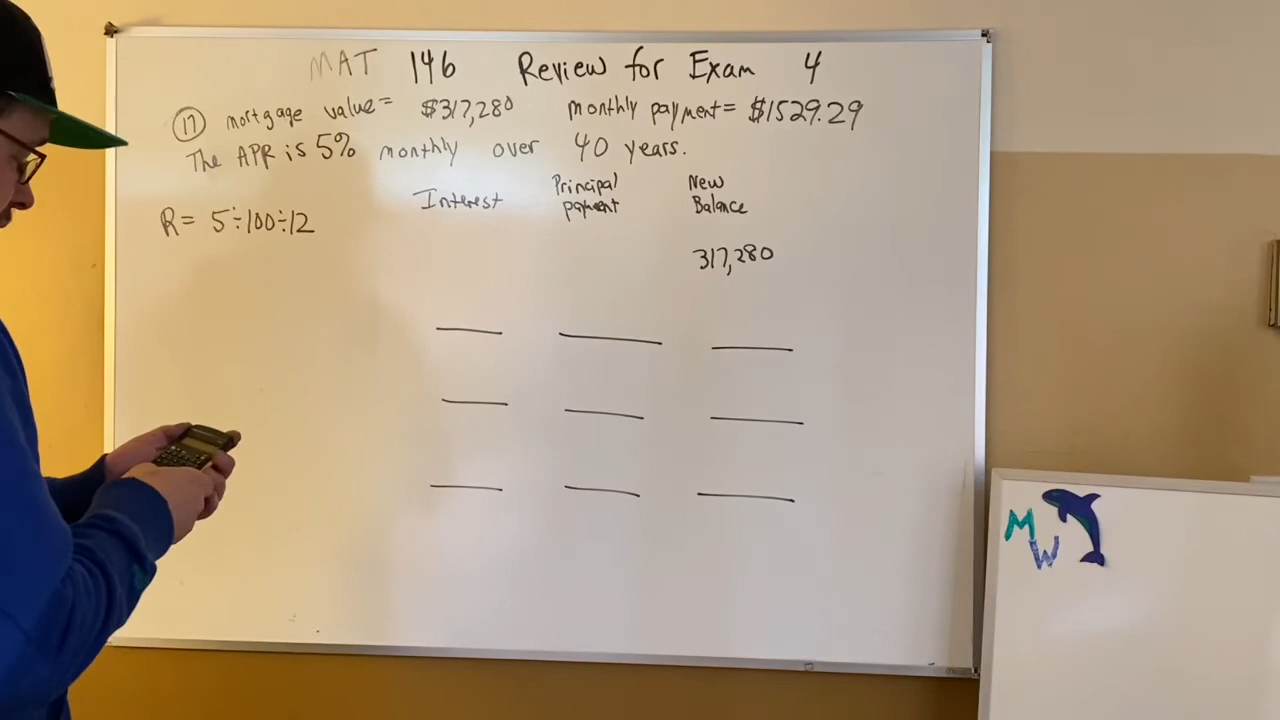 MAT 146 Review for Exam 4
17 mortgage value = $317,280 monthly payment = $1529.29
The APR is 5% monthly over 40 years.
Interest Principal payment New Balance
R = 5÷100÷12
317,280
MW